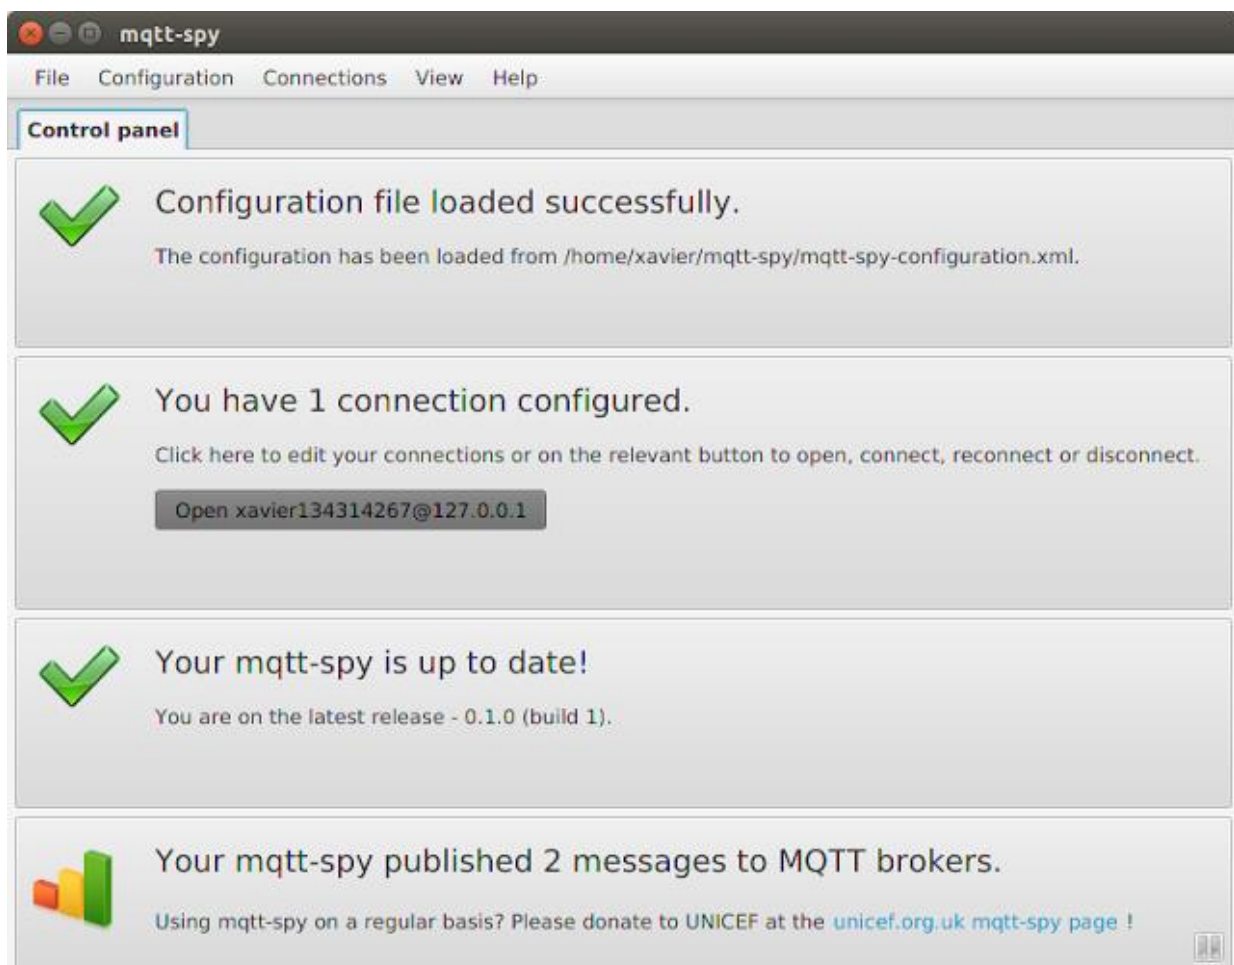 mqtt-spy
File Configuration Connections View Help
Control panel
Configuration file loaded successfully.
The configuration has been loaded from /home/xavier/mqtt-spy/mqtt-spy-configuration.xml.
You have 1 connection configured.
Click here to edit your connections or on the relevant button to open, connect, reconnect or disconnect.
Open xavier134314267@127.0.0.1
Your mqtt-spy is up to date!
You are on the latest release - 0.1.0 (build 1).
Your mqtt-spy published 2 messages to MQTT brokers.
Using mqtt-spy on a regular basis? Please donate to UNICEF at the unicef.org.uk mqtt-spy page !